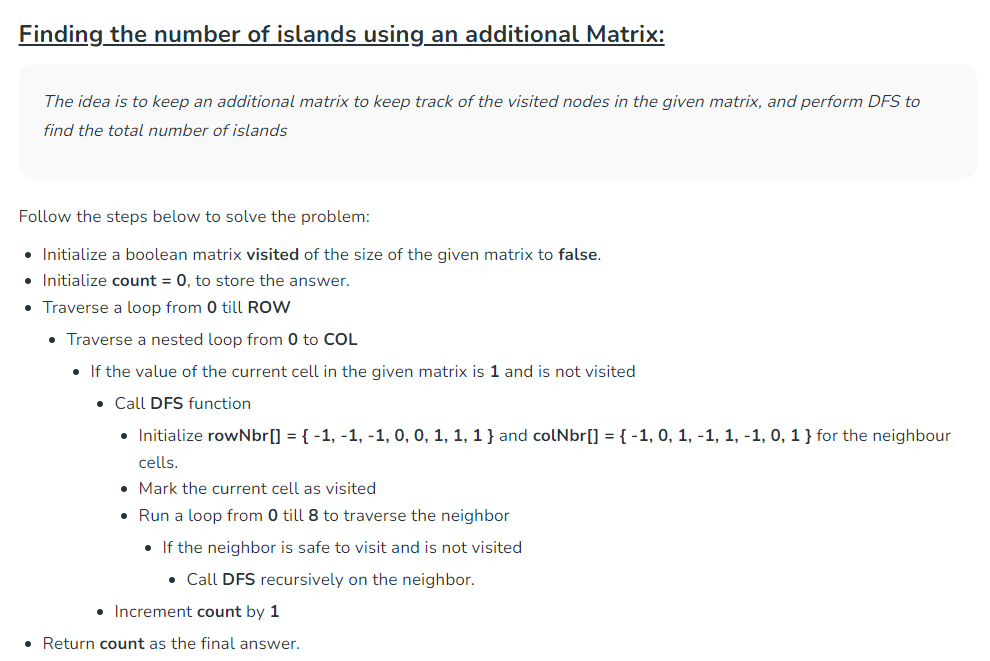 Finding the number of islands using an additional Matrix:
The idea is to keep an additional matrix to keep track of the visited nodes in the given matrix, and perform DFS to
find the total number of islands
Follow the steps below to solve the problem:
Initialize a boolean matrix visited of the size of the given matrix to false.
Initialize count = 0, to store the answer.
Traverse a loop from 0 till ROW
Traverse a nested loop from 0 to COL
If the value of the current cell in the given matrix is 1 and is not visited
Call DFS function
Initialize rowNbr[] = { -1, -1, -1, 0, 0, 1, 1, 1 } and colNbr[] = { -1, 0, 1, -1, 1, -1, 0, 1 } for the neighbour
cells.
Mark the current cell as visited
Run a loop from 0 till 8 to traverse the neighbor
If the neighbor is safe to visit and is not visited
Call DFS recursively on the neighbor.
Increment count by 1
Return count as the final answer.